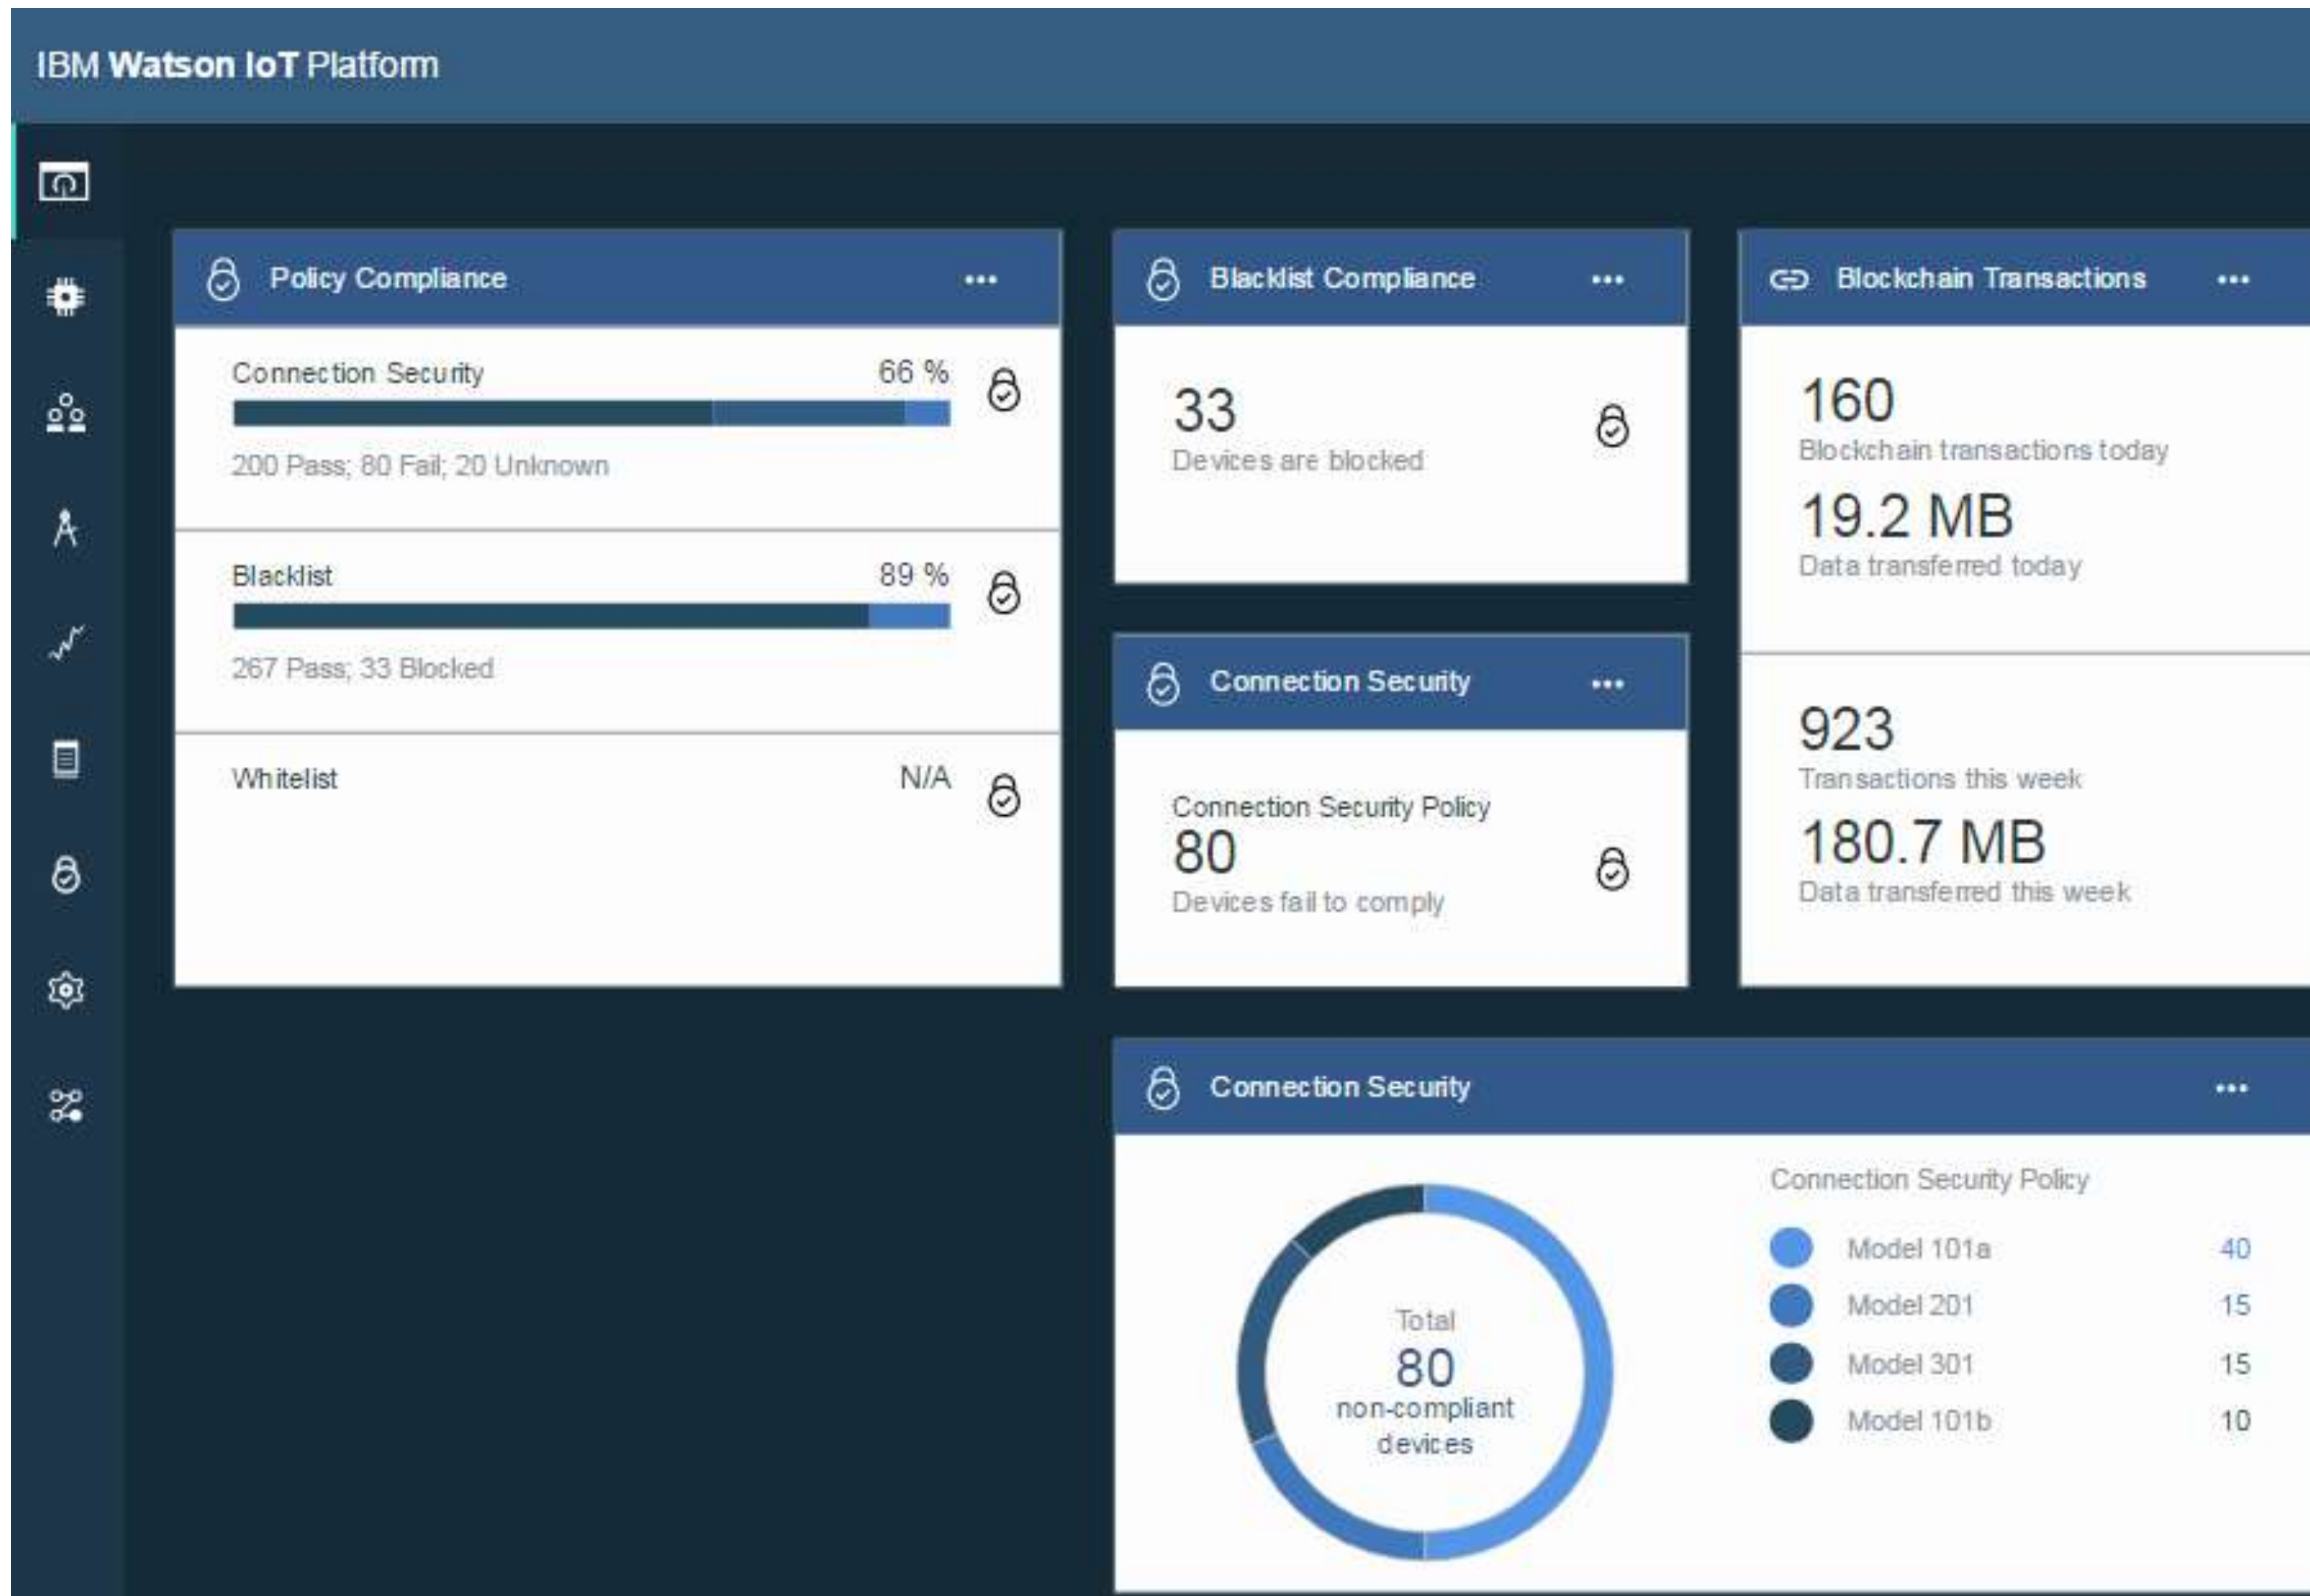 IBM Watson IoT Platform
Policy Compliance
Connection Security 66 %
200 Pass; 80 Fail; 20 Unknown
Blacklist 89 %
267 Pass; 33 Blocked
Whitelist N/A
Blacklist Compliance
33
Devices are blocked
Connection Security
Connection Security Policy
80
Devices fail to comply
Blockchain Transactions
160
Blockchain transactions today
19.2 MB
Data transferred today
923
Transactions this week
180.7 MB
Data transferred this week
Connection Security
Total
80
non-compliant
devices
Connection Security Policy
Model 101a 40
Model 201 15
Model 301 15
Model 101b 10